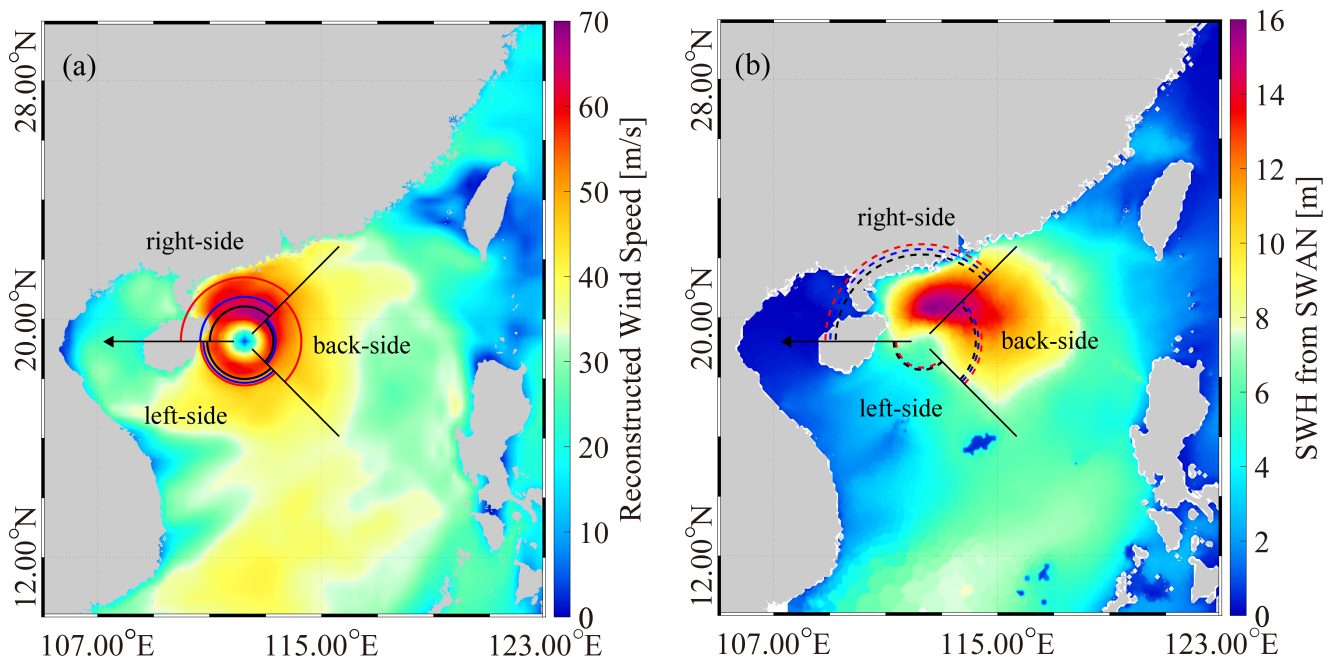 (a)
right-side
back-side
left-side
28.00°N
20.00°N
12.00°N
107.00°E
115.00°E
123.00°E
70
60
50
40
30
20
10
0
Reconstructed Wind Speed [m/s]
(b)
right-side
back-side
left-side
28.00°N
20.00°N
12.00°N
107.00°E
115.00°E
123.00°E
16
14
12
10
8
6
4
2
0
SWH from SWAN [m]